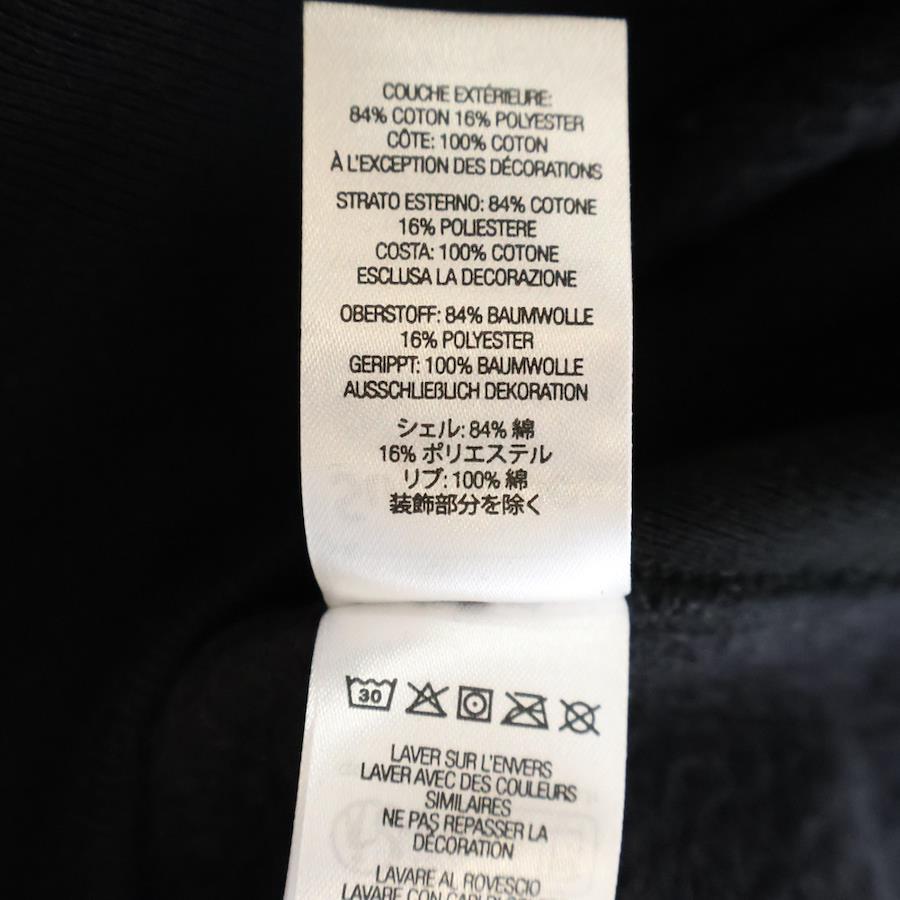 COUCHE EXTÉRIEURE:
84% COTON 16% POLYESTER
CÔTE: 100% COTON
À L'EXCEPTION DES DÉCORATIONS
STRATO ESTERNO: 84% COTONE
16% POLIESTERE
COSTA: 100% COTONE
ESCLUSA LA DECORAZIONE
OBERSTOFF: 84% BAUMWOLLE
16% POLYESTER
GERIPPT: 100% BAUMWOLLE
AUSSCHLIEßLICH DEKORATION
シェル: 84% 綿
16% ポリエステル
リブ: 100% 綿
装飾部分を除く
30
LAVER SUR L'ENVERS
LAVER AVEC DES COULEURS
SIMILAIRES
NE PAS REPASSER LA
DÉCORATION
LAVARE AL ROVESCIO
LAVARE CON